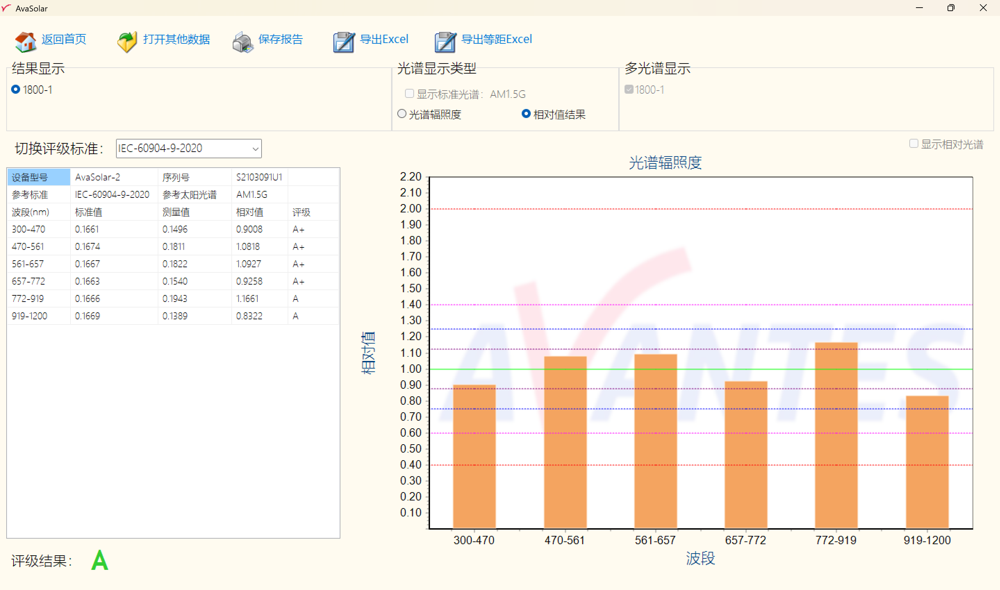 AvaSolar
返回首页 打开其他数据 保存报告 导出Excel 导出等距Excel
结果显示 光谱显示类型 多光谱显示
1800-1 显示标准光谱：AM1.5G 1800-1
光谱辐照度 相对值结果
切换评级标准： IEC-60904-9-2020 显示相对光谱
设备型号 AvaSolar-2 序列号 S2103091U1
参考标准 IEC-60904-9-2020 参考太阳光谱 AM1.5G
波段(nm) 标准值 测量值 相对值 评级
300-470 0.1661 0.1496 0.9008 A+
470-561 0.1674 0.1811 1.0818 A+
561-657 0.1667 0.1822 1.0927 A+
657-772 0.1663 0.1540 0.9258 A+
772-919 0.1666 0.1943 1.1661 A
919-1200 0.1669 0.1389 0.8322 A
评级结果： A
光谱辐照度
相对值
2.20
2.10
2.00
1.90
1.80
1.70
1.60
1.50
1.40
1.30
1.20
1.10
1.00
0.90
0.80
0.70
0.60
0.50
0.40
0.30
0.20
0.10
AVANTES
300-470 470-561 561-657 657-772 772-919 919-1200
波段